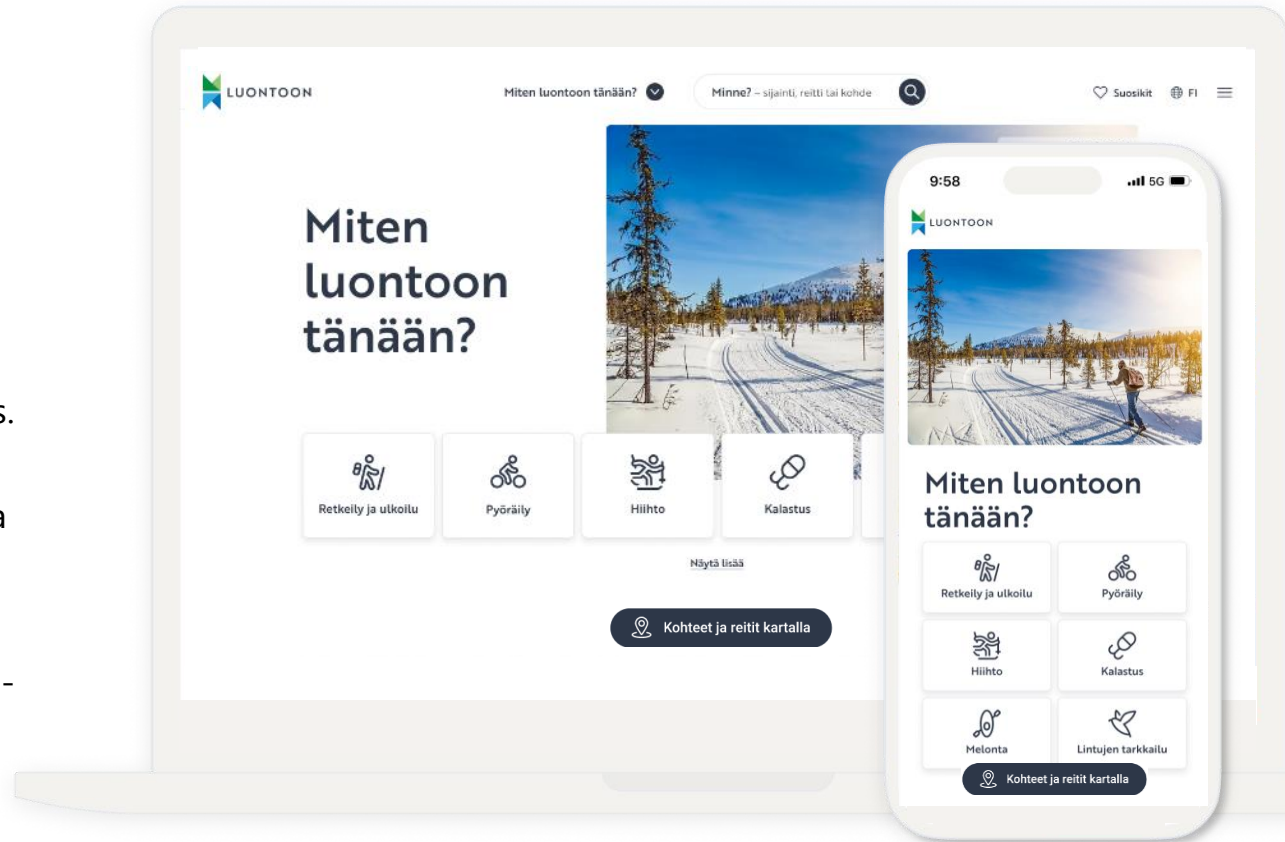 s.
a
-
LUONTOON
Miten luontoon tänään?
Minne? – sijainti, reitti tai kohde
Suosikit
FI
Miten
luontoon
tänään?
Retkeily ja ulkoilu
Pyöräily
Hiihto
Kalastus
Näytä lisää
Kohteet ja reitit kartalla
9:58
5G
LUONTOON
Miten luontoon
tänään?
Retkeily ja ulkoilu
Pyöräily
Hiihto
Kalastus
Melonta
Lintujen tarkkailu
Kohteet ja reitit kartalla